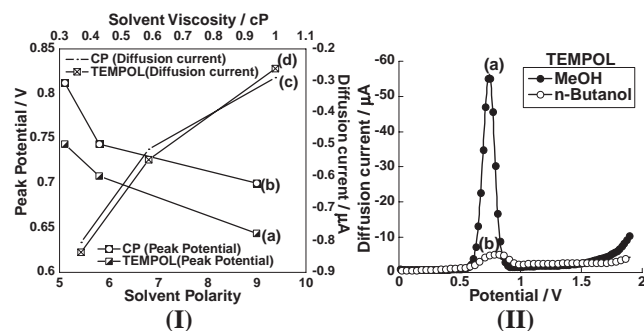 Solvent Viscosity / cP
0.3 0.4 0.5 0.6 0.7 0.8 0.9 1 1.1
(I)
0.85
0.8
0.75
0.7
0.65
0.6
Peak Potential / V
CP (Diffusion current)
TEMPOL(Diffusion current)
(d)
(c)
(b)
(a)
CP (Peak Potential)
TEMPOL(Peak Potential)
-0.2
-0.3
-0.4
-0.5
-0.6
-0.7
-0.8
-0.9
Diffusion current / μA
5 6 7 8 9 10 11
Solvent Polarity
(I)
(II)
TEMPOL
MeOH
n-Butanol
-60
-50
-40
-30
-20
-10
0
Diffusion current / μA
(a)
(b)
0 0.5 1 1.5 2
Potential / V
(II)